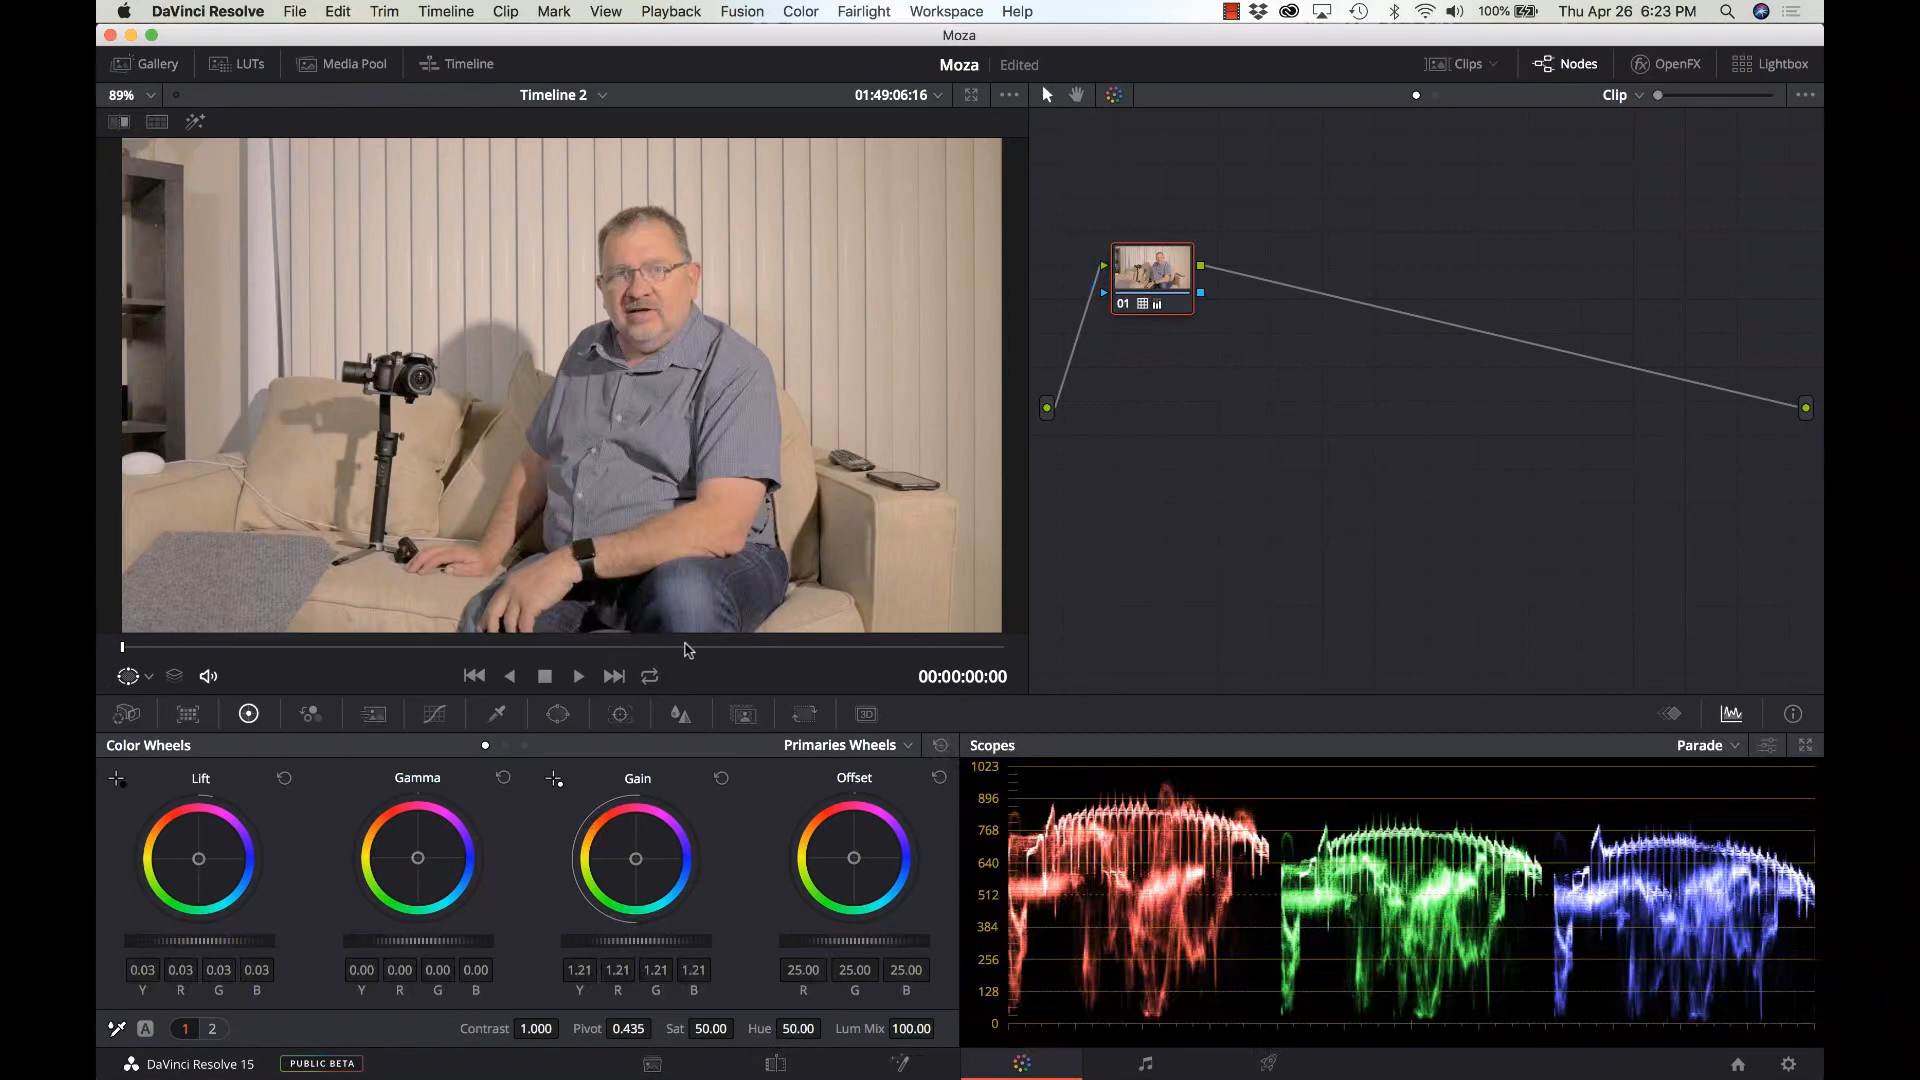 DaVinci Resolve File Edit Trim Timeline Clip Mark View Playback Fusion Color Fairlight Workspace Help 100% Thu Apr 26 6:23 PM
Moza
Gallery LUTs Media Pool Timeline Moza Edited Clips Nodes OpenFX Lightbox
89% Timeline 2 01:49:06:16 Clip
01
00:00:00:00
3D
Color Wheels Primaries Wheels Scopes Parade
Lift Gamma Gain Offset
1023
896
768
640
512
384
256
128
0
0.03 0.03 0.03 0.03 0.00 0.00 0.00 0.00 1.21 1.21 1.21 1.21 25.00 25.00 25.00
Y R G B Y R G B Y R G B R G B
A 1 2 Contrast 1.000 Pivot 0.435 Sat 50.00 Hue 50.00 Lum Mix 100.00
DaVinci Resolve 15 PUBLIC BETA